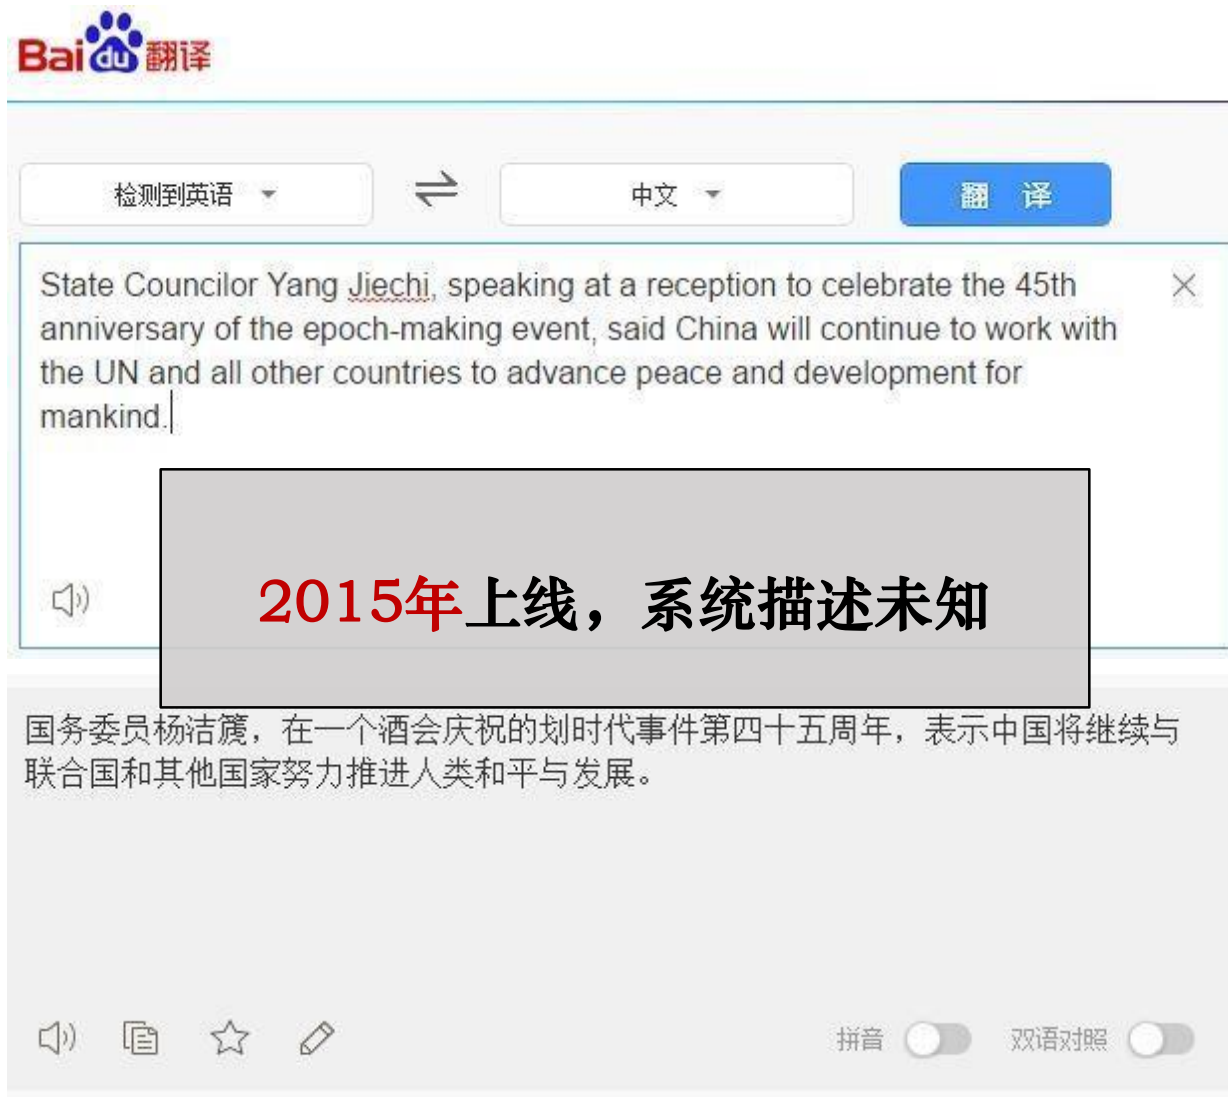 Baidu翻译
检测到英语 中文 翻 译
State Councilor Yang Jiechi, speaking at a reception to celebrate the 45th
anniversary of the epoch-making event, said China will continue to work with
the UN and all other countries to advance peace and development for
mankind.
2015年上线，系统描述未知
国务委员杨洁篪，在一个酒会庆祝的划时代事件第四十五周年，表示中国将继续与
联合国和其他国家努力推进人类和平与发展。
拼音 双语对照